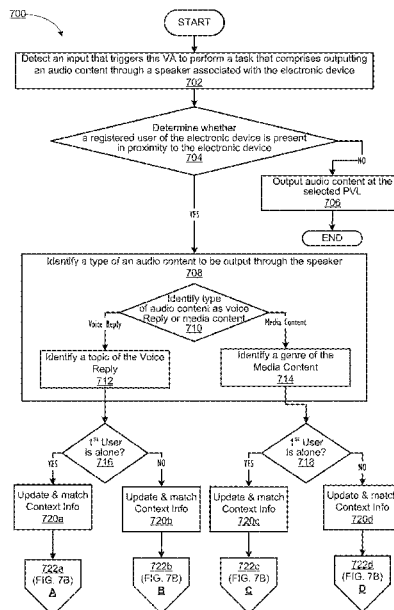 700
START
Detect an input that triggers the VA to perform a task that comprises outputting
an audio content through a speaker associated with the electronic device
702
Determine whether
a registered user of the electronic device is present
in proximity to the electronic device
704
NO
Output audio content at the
selected PVL
706
END
YES
Identify a type of an audio content to be output through the speaker
708
Identify type
of audio content as voice
Reply or media content
710
Voice Reply
Media Content
Identify a topic of the Voice
Reply
712
Identify a genre of the
Media Content
714
1st User
is alone?
716
YES
NO
1st User
is alone?
718
YES
NO
Update & match
Context Info
720a
Update & match
Context Info
720b
Update & match
Context Info
720c
Update & match
Context Info
720d
722a
(FIG. 7B)
A
722b
(FIG. 7B)
B
722c
(FIG. 7B)
C
722d
(FIG. 7B)
D